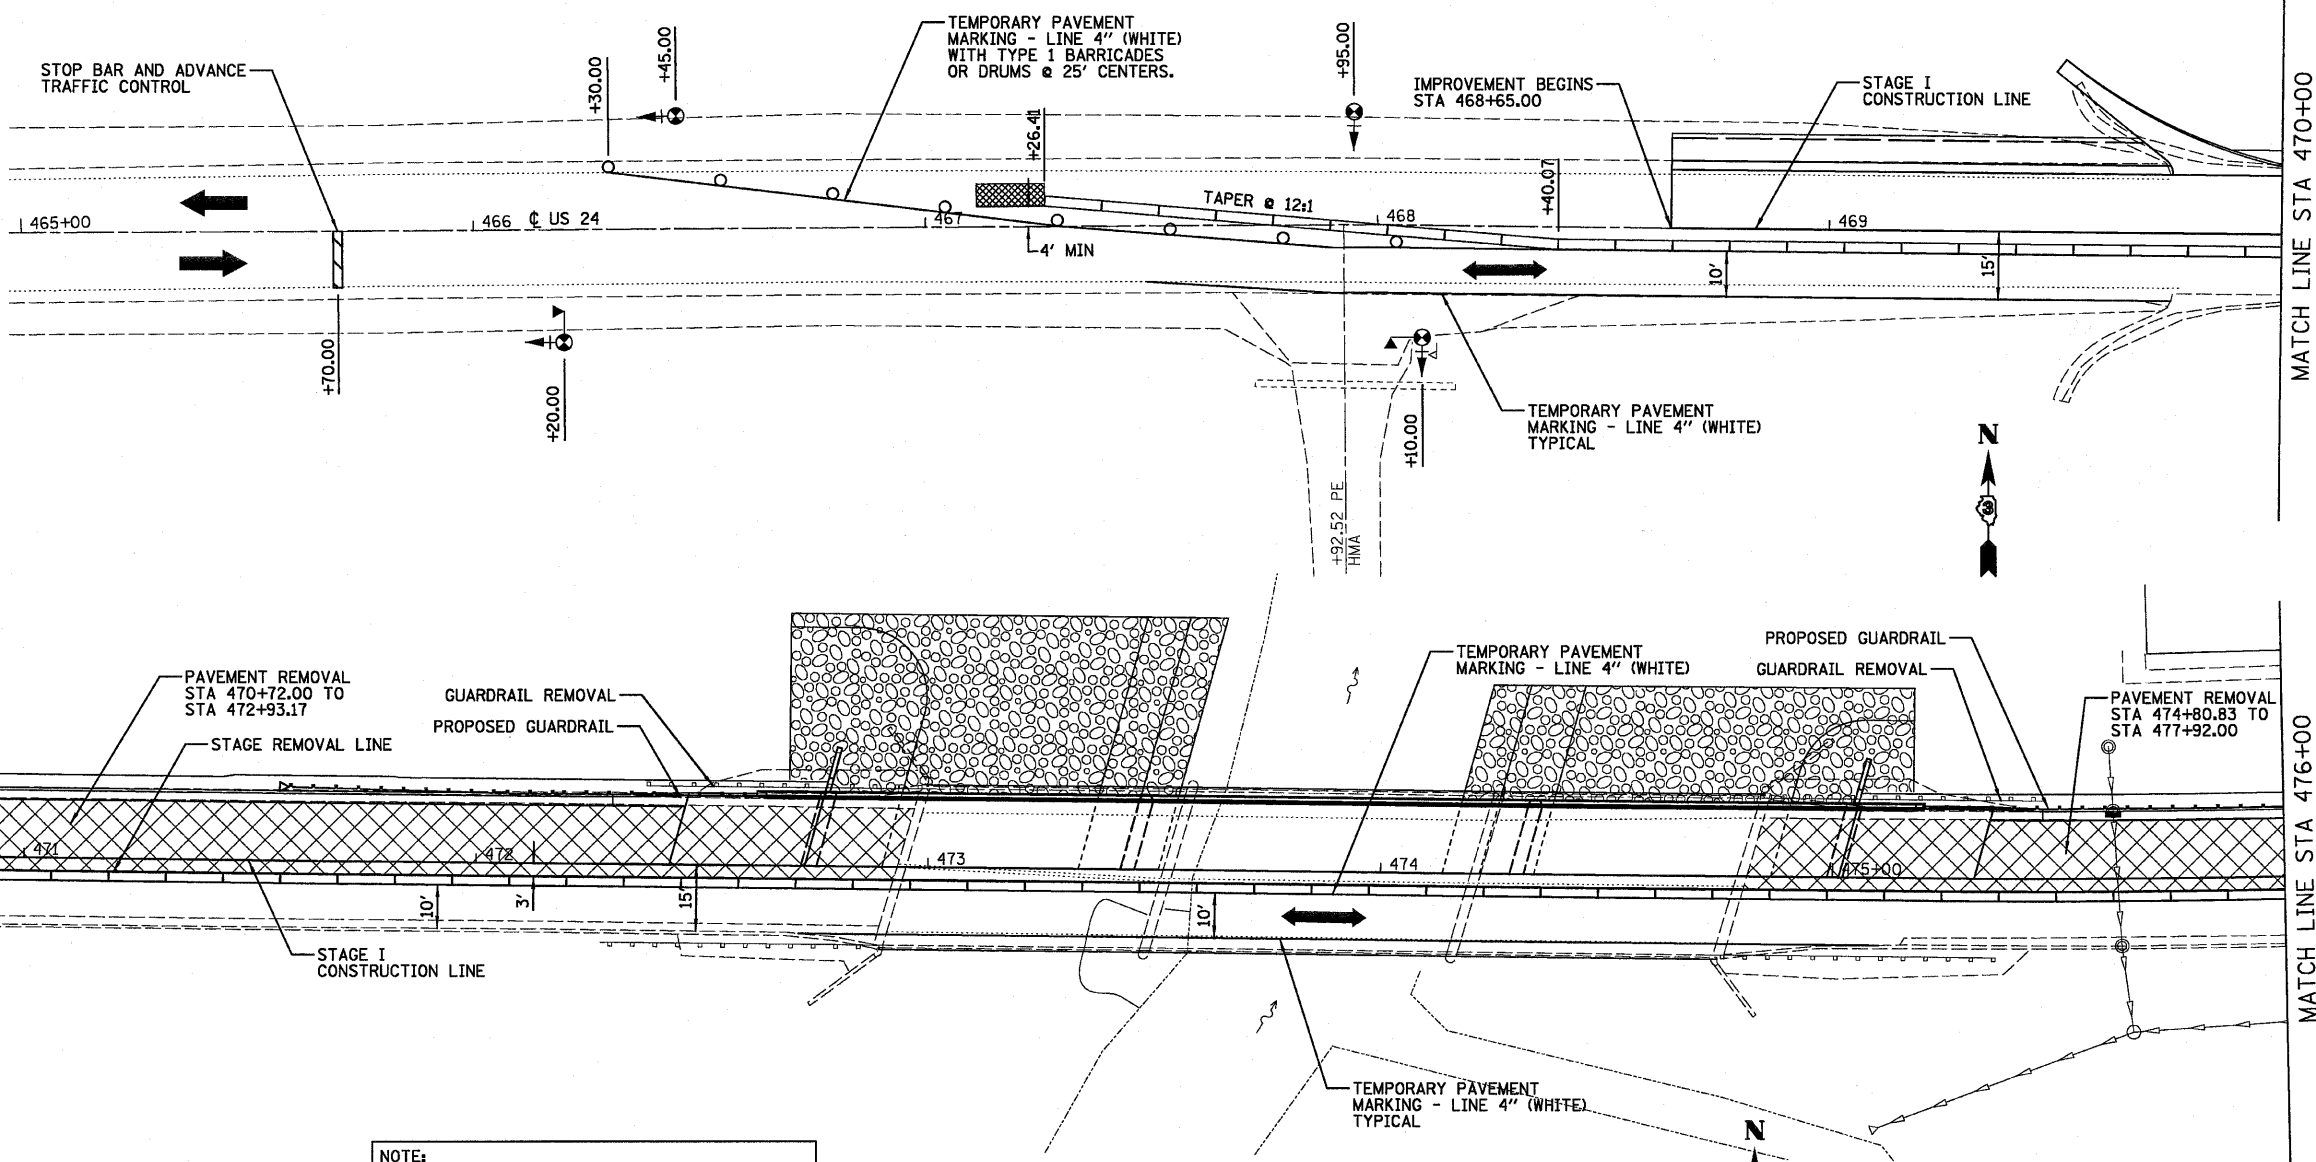 STOP BAR AND ADVANCE
TRAFFIC CONTROL
+30.00
+45.00
TEMPORARY PAVEMENT
MARKING - LINE 4" (WHITE)
WITH TYPE 1 BARRICADES
OR DRUMS @ 25' CENTERS.
+26.41
+95.00
IMPROVEMENT BEGINS
STA 468+65.00
STAGE I
CONSTRUCTION LINE
+40.07
TAPER @ 12:1
465+00
466
℄ US 24
467
468
469
4' MIN
10'
15'
+70.00
+20.00
+10.00
TEMPORARY PAVEMENT
MARKING - LINE 4" (WHITE)
TYPICAL
+92.52 PE
HMA
N
MATCH LINE STA 470+00
PAVEMENT REMOVAL
STA 470+72.00 TO
STA 472+93.17
STAGE REMOVAL LINE
GUARDRAIL REMOVAL
PROPOSED GUARDRAIL
TEMPORARY PAVEMENT
MARKING - LINE 4" (WHITE)
PROPOSED GUARDRAIL
GUARDRAIL REMOVAL
PAVEMENT REMOVAL
STA 474+80.83 TO
STA 477+92.00
471
472
473
474
475+00
10'
3'
15'
10'
STAGE I
CONSTRUCTION LINE
TEMPORARY PAVEMENT
MARKING - LINE 4" (WHITE)
TYPICAL
MATCH LINE STA 476+00
N
NOTE: